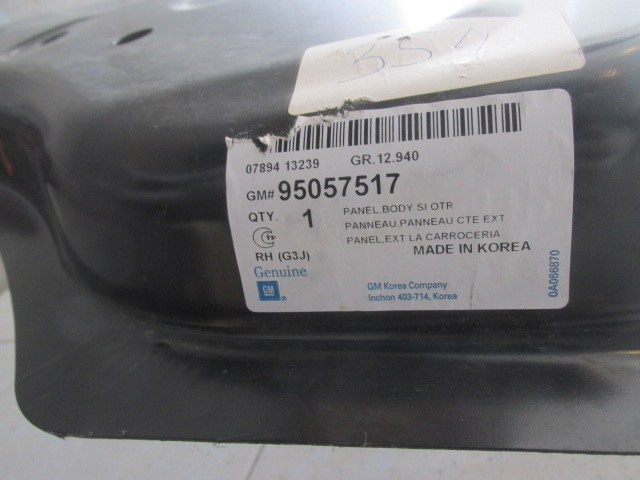 354
07894 13239 GR.12.940
GM# 95057517
QTY. 1 PANEL,BODY SI OTR
PANNEAU,PANNEAU CTE EXT
PANEL,EXT LA CARROCERIA
RH (G3J) MADE IN KOREA
Genuine
GM
GM Korea Company
Inchon 403-714, Korea
0A066870